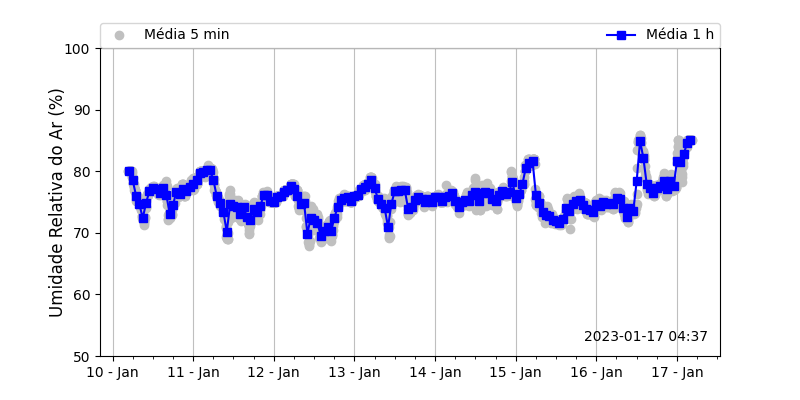 Média 5 min
Média 1 h
Umidade Relativa do Ar (%)
100
90
80
70
60
50
10 - Jan
11 - Jan
12 - Jan
13 - Jan
14 - Jan
15 - Jan
16 - Jan
17 - Jan
2023-01-17 04:37